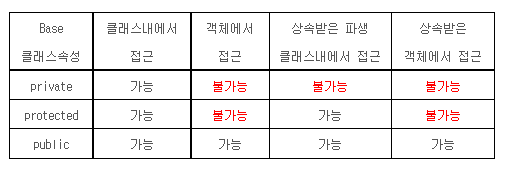 Base 클래스내에서 객체에서 상속받은 파생 상속받은
클래스속성 접근 접근 클래스내에서 접근 객체에서 접근
private 가능 불가능 불가능 불가능
protected 가능 불가능 가능 불가능
public 가능 가능 가능 가능